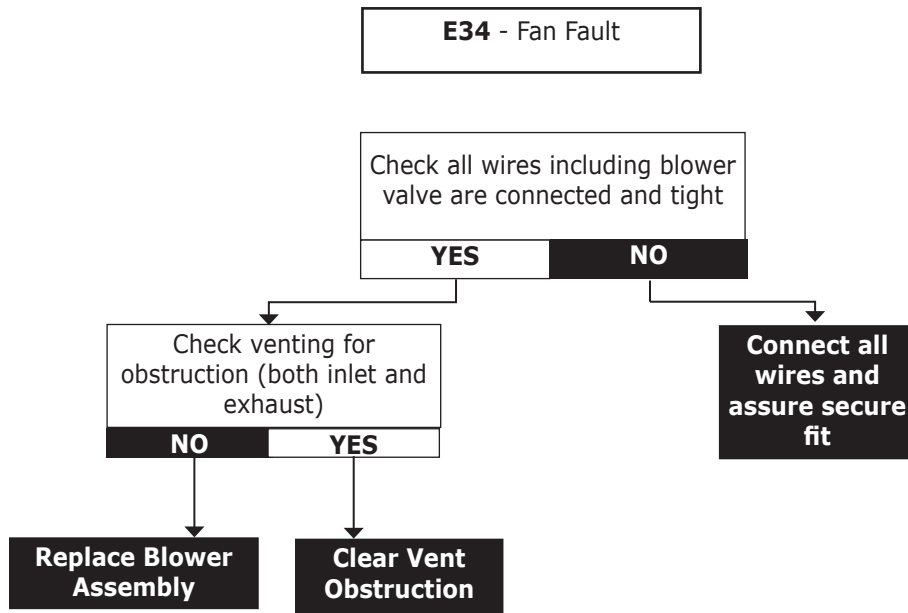 E34 - Fan Fault
Check all wires including blower
valve are connected and tight
YES
NO
Check venting for
obstruction (both inlet and
exhaust)
NO
YES
Connect all
wires and
assure secure
fit
Replace Blower
Assembly
Clear Vent
Obstruction